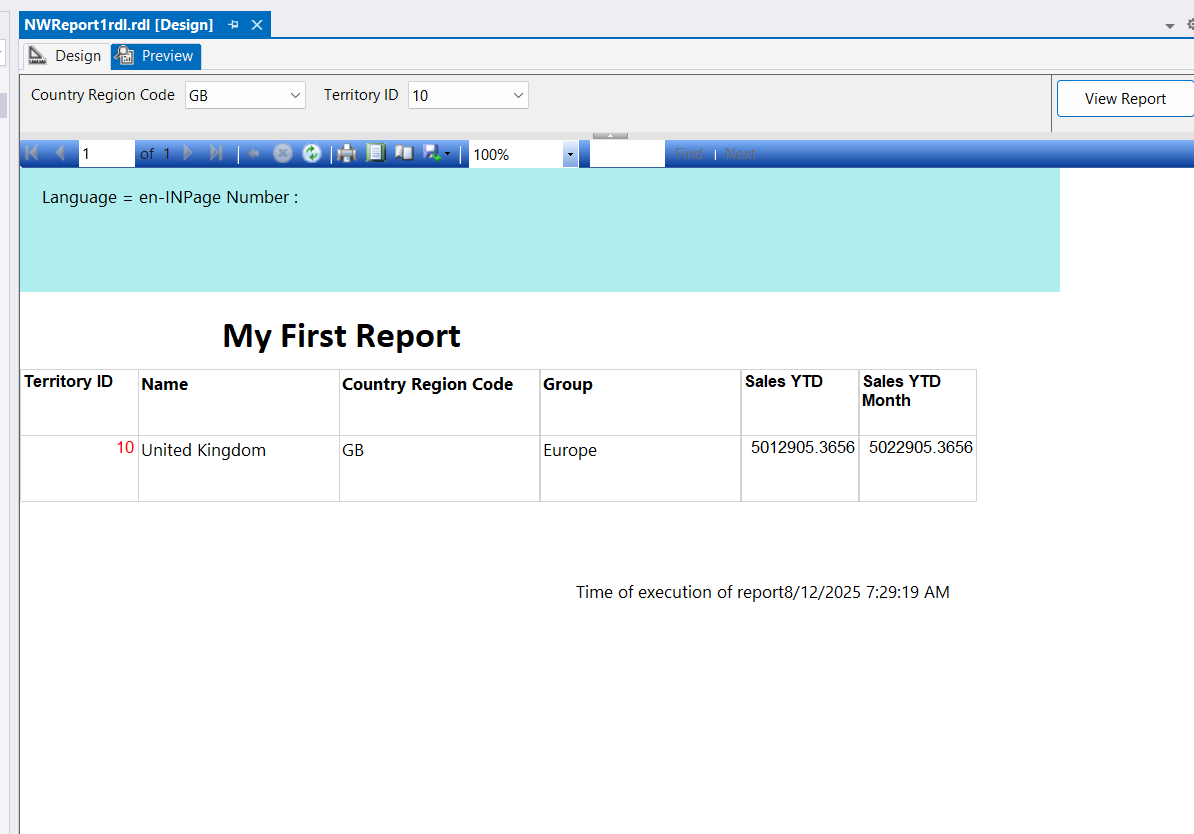 NWReport1rdl.rdl [Design]
Design Preview
Country Region Code GB Territory ID 10 View Report
1 of 1 100% Find | Next
Language = en-INPage Number :
My First Report
Territory ID Name Country Region Code Group Sales YTD Sales YTD
Month
10 United Kingdom GB Europe 5012905.3656 5022905.3656
Time of execution of report8/12/2025 7:29:19 AM